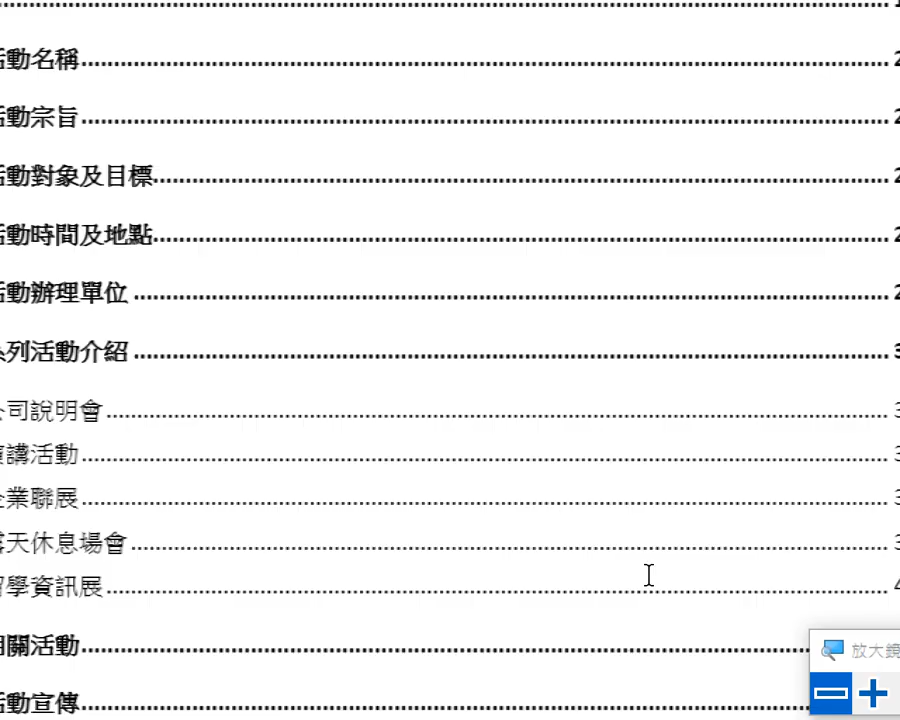 活動名稱........ 2
活動宗旨........ 2
活動對象及目標........ 2
活動時間及地點........ 2
活動辦理單位........ 2
系列活動介紹........ 3
公司說明會........ 3
演講活動........ 3
企業聯展........ 3
露天休息場會........ 3
留學資訊展........ 4
相關活動........
放大鏡
活動宣傳........